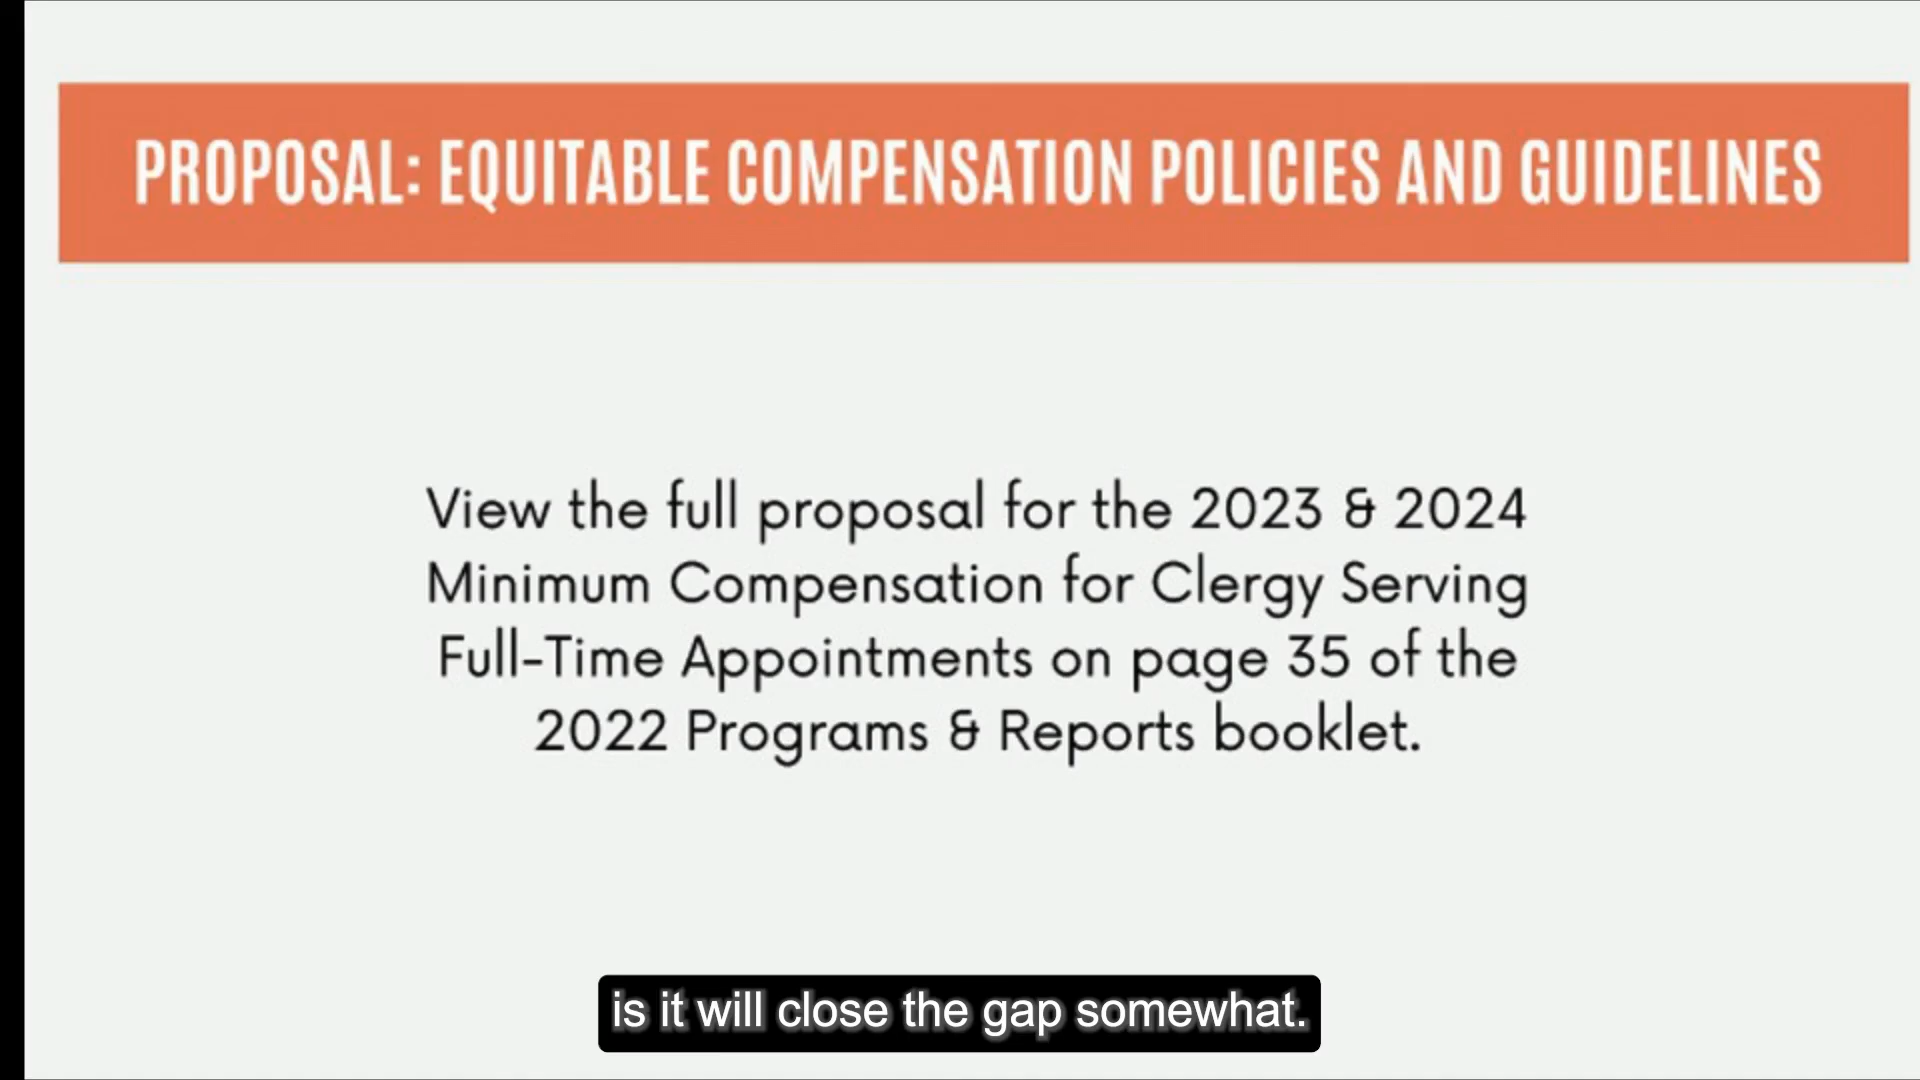 PROPOSAL: EQUITABLE COMPENSATION POLICIES AND GUIDELINES
View the full proposal for the 2023 & 2024
Minimum Compensation for Clergy Serving
Full-Time Appointments on page 35 of the
2022 Programs & Reports booklet.
is it will close the gap somewhat.